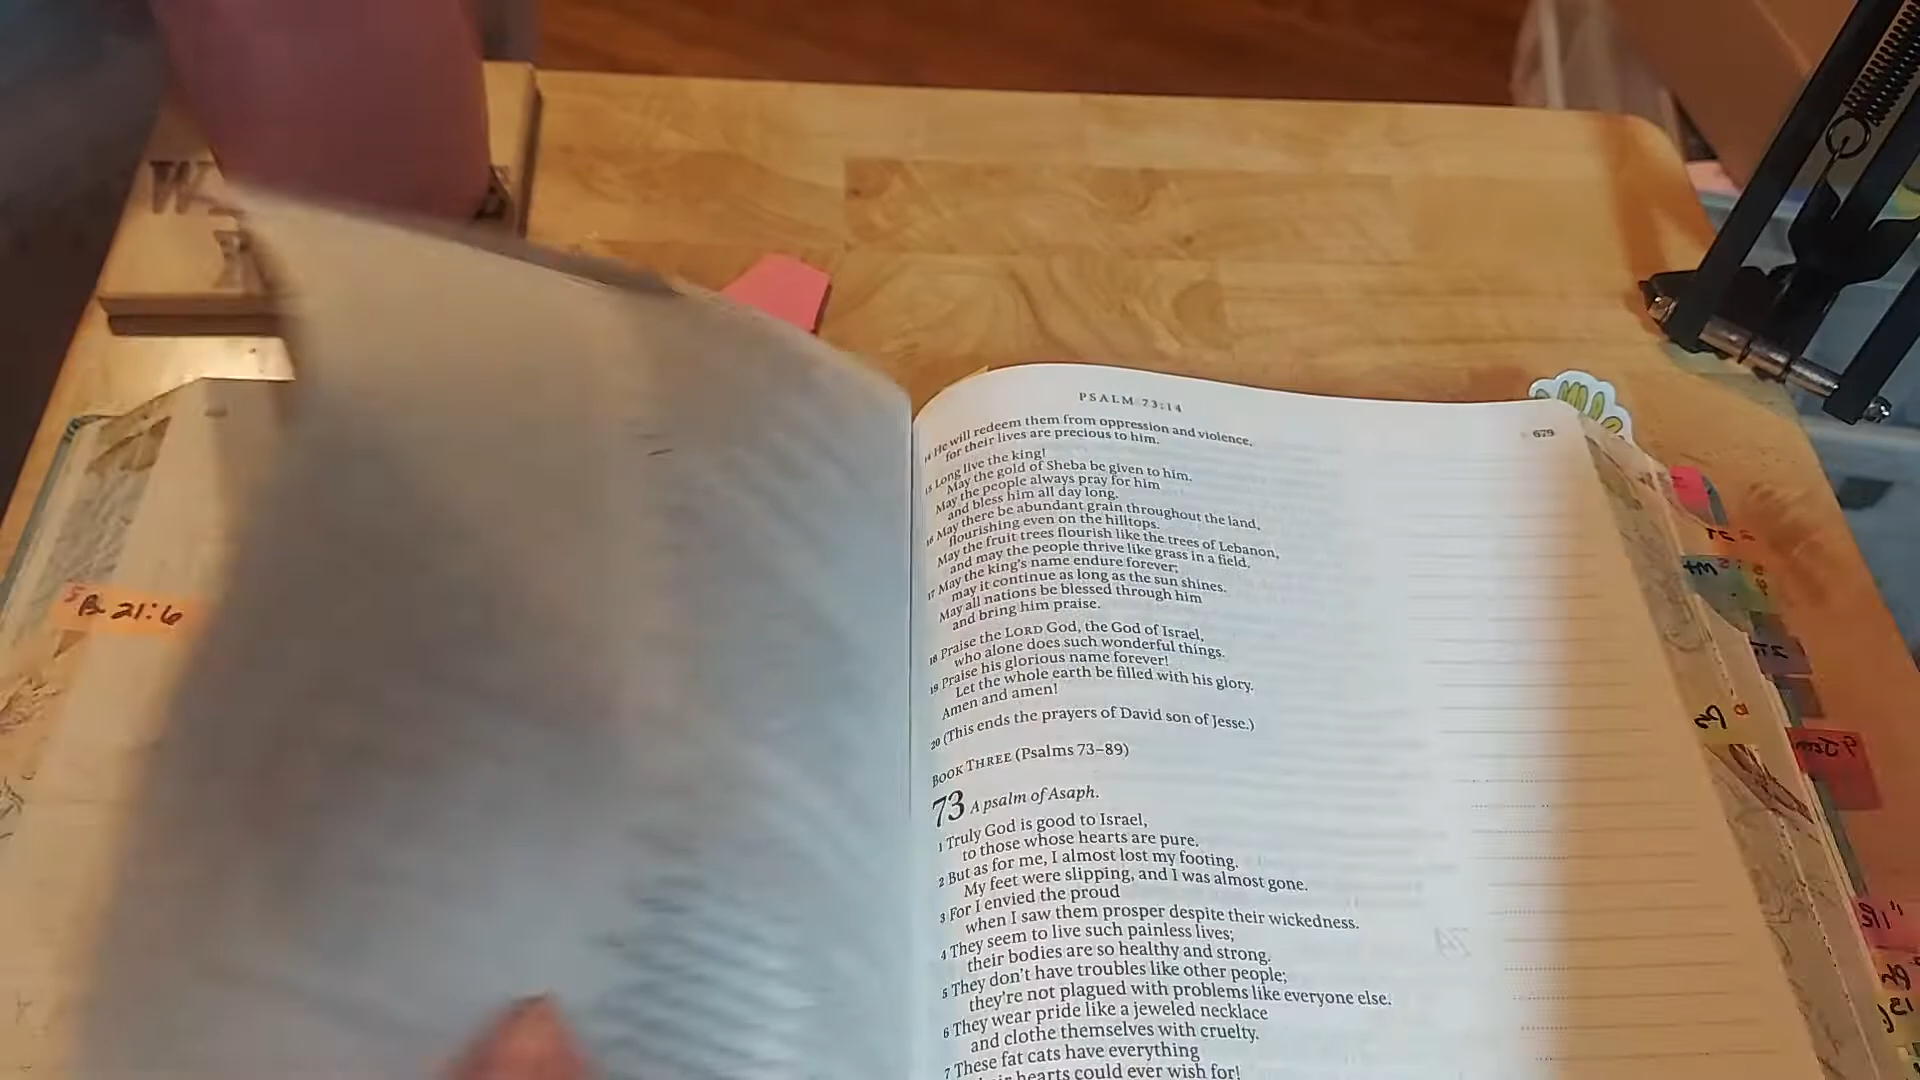 21:6
PSALM 73:14
679
14 He will redeem them from oppression and violence,
for their lives are precious to him.
15 Long live the king!
May the gold of Sheba be given to him.
May the people always pray for him
and bless him all day long.
16 May there be abundant grain throughout the land,
flourishing even on the hilltops.
May the fruit trees flourish like the trees of Lebanon,
and may the people thrive like grass in a field.
17 May the king's name endure forever;
may it continue as long as the sun shines.
May all nations be blessed through him
and bring him praise.
18 Praise the LORD God, the God of Israel,
who alone does such wonderful things.
19 Praise his glorious name forever!
Let the whole earth be filled with his glory.
Amen and amen!
20 (This ends the prayers of David son of Jesse.)
BOOK THREE (Psalms 73–89)
73 A psalm of Asaph.
1 Truly God is good to Israel,
to those whose hearts are pure.
2 But as for me, I almost lost my footing.
My feet were slipping, and I was almost gone.
3 For I envied the proud
when I saw them prosper despite their wickedness.
4 They seem to live such painless lives;
their bodies are so healthy and strong.
5 They don't have troubles like other people;
they're not plagued with problems like everyone else.
6 They wear pride like a jeweled necklace
and clothe themselves with cruelty.
7 These fat cats have everything
hearts could ever wish for!